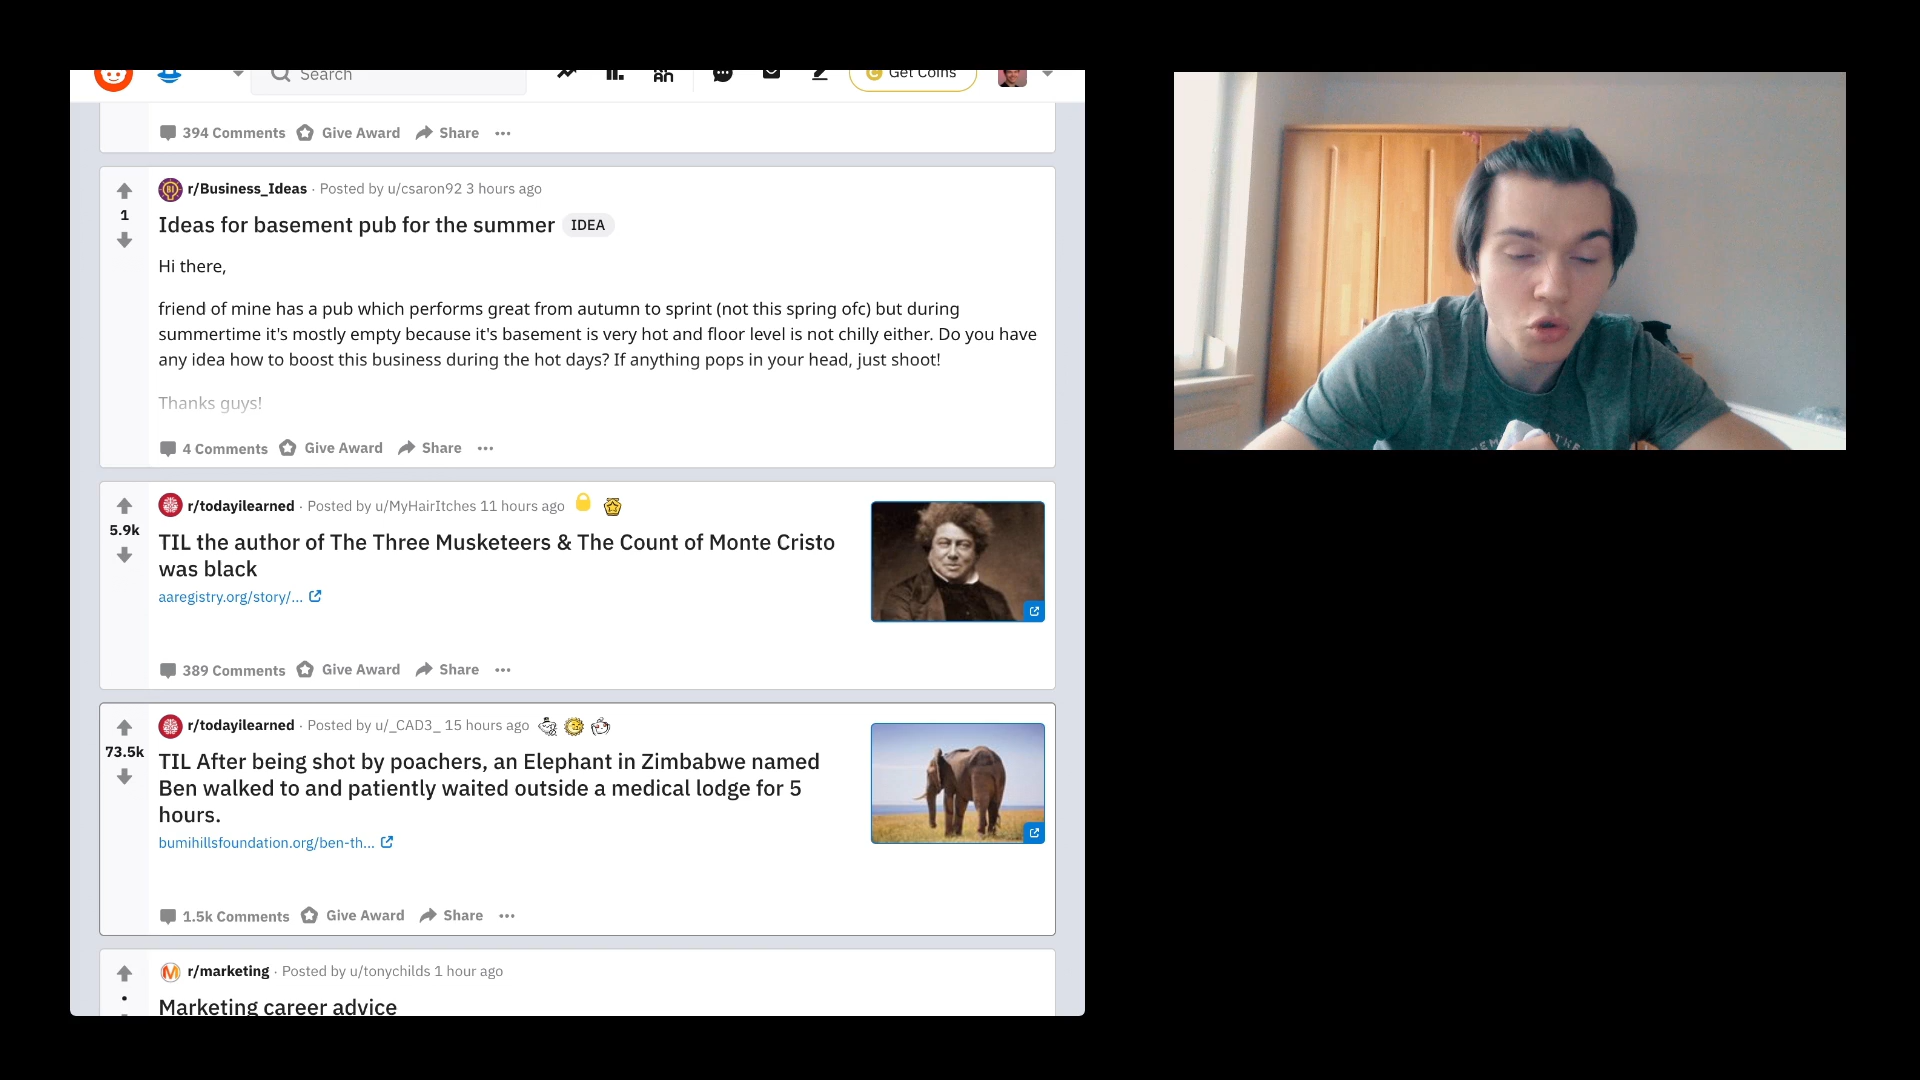 Search
Get Coins
394 Comments Give Award Share
r/Business_Ideas · Posted by u/csaron92 3 hours ago
1
Ideas for basement pub for the summer IDEA
Hi there,
friend of mine has a pub which performs great from autumn to sprint (not this spring ofc) but during
summertime it's mostly empty because it's basement is very hot and floor level is not chilly either. Do you have
any idea how to boost this business during the hot days? If anything pops in your head, just shoot!
Thanks guys!
4 Comments Give Award Share
r/todayilearned · Posted by u/MyHairItches 11 hours ago
5.9k
TIL the author of The Three Musketeers & The Count of Monte Cristo
was black
aaregistry.org/story/...
389 Comments Give Award Share
r/todayilearned · Posted by u/_CAD3_ 15 hours ago
73.5k
TIL After being shot by poachers, an Elephant in Zimbabwe named
Ben walked to and patiently waited outside a medical lodge for 5
hours.
bumihillsfoundation.org/ben-th...
1.5k Comments Give Award Share
r/marketing · Posted by u/tonychilds 1 hour ago
•
Marketing career advice